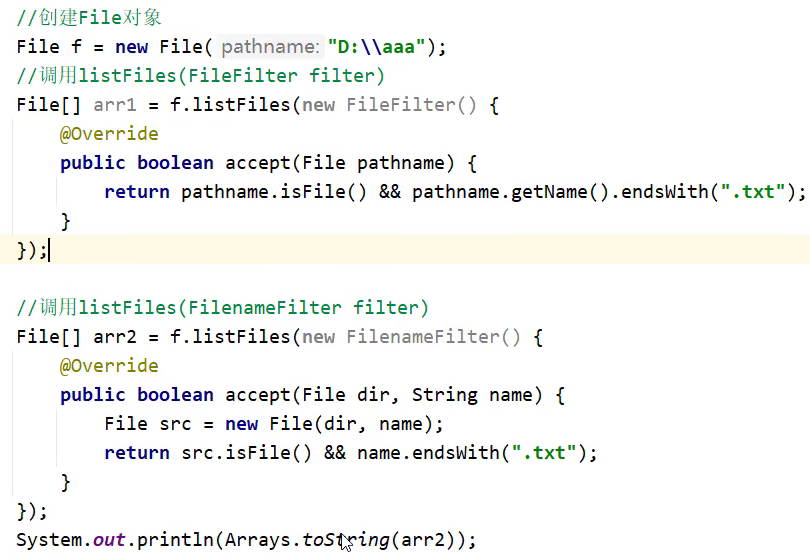 //创建File对象
File f = new File( pathname: "D:\\aaa");
//调用listFiles(FileFilter filter)
File[] arr1 = f.listFiles(new FileFilter() {
    @Override
    public boolean accept(File pathname) {
        return pathname.isFile() && pathname.getName().endsWith(".txt");
    }
});
//调用listFiles(FilenameFilter filter)
File[] arr2 = f.listFiles(new FilenameFilter() {
    @Override
    public boolean accept(File dir, String name) {
        File src = new File(dir, name);
        return src.isFile() && name.endsWith(".txt");
    }
});
System.out.println(Arrays.toString(arr2));